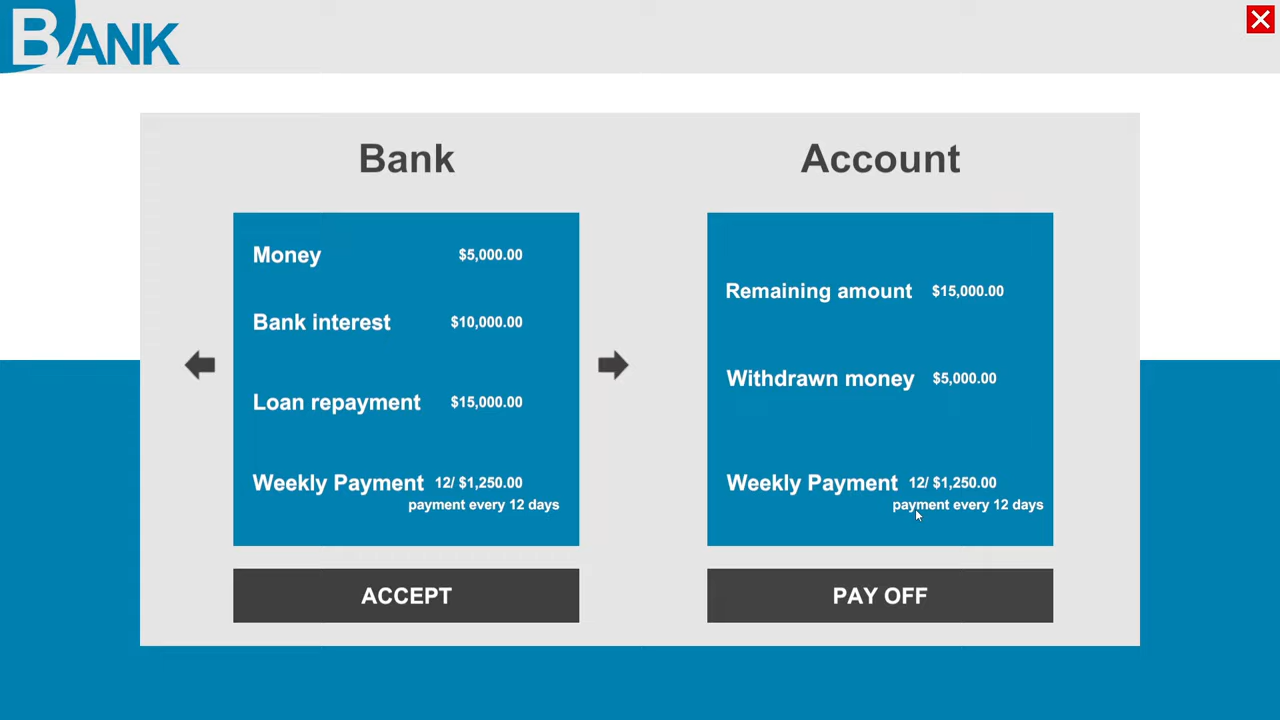 BANK
Bank
Money $5,000.00
Bank interest $10,000.00
Loan repayment $15,000.00
Weekly Payment 12/ $1,250.00
payment every 12 days
ACCEPT
Account
Remaining amount $15,000.00
Withdrawn money $5,000.00
Weekly Payment 12/ $1,250.00
payment every 12 days
PAY OFF